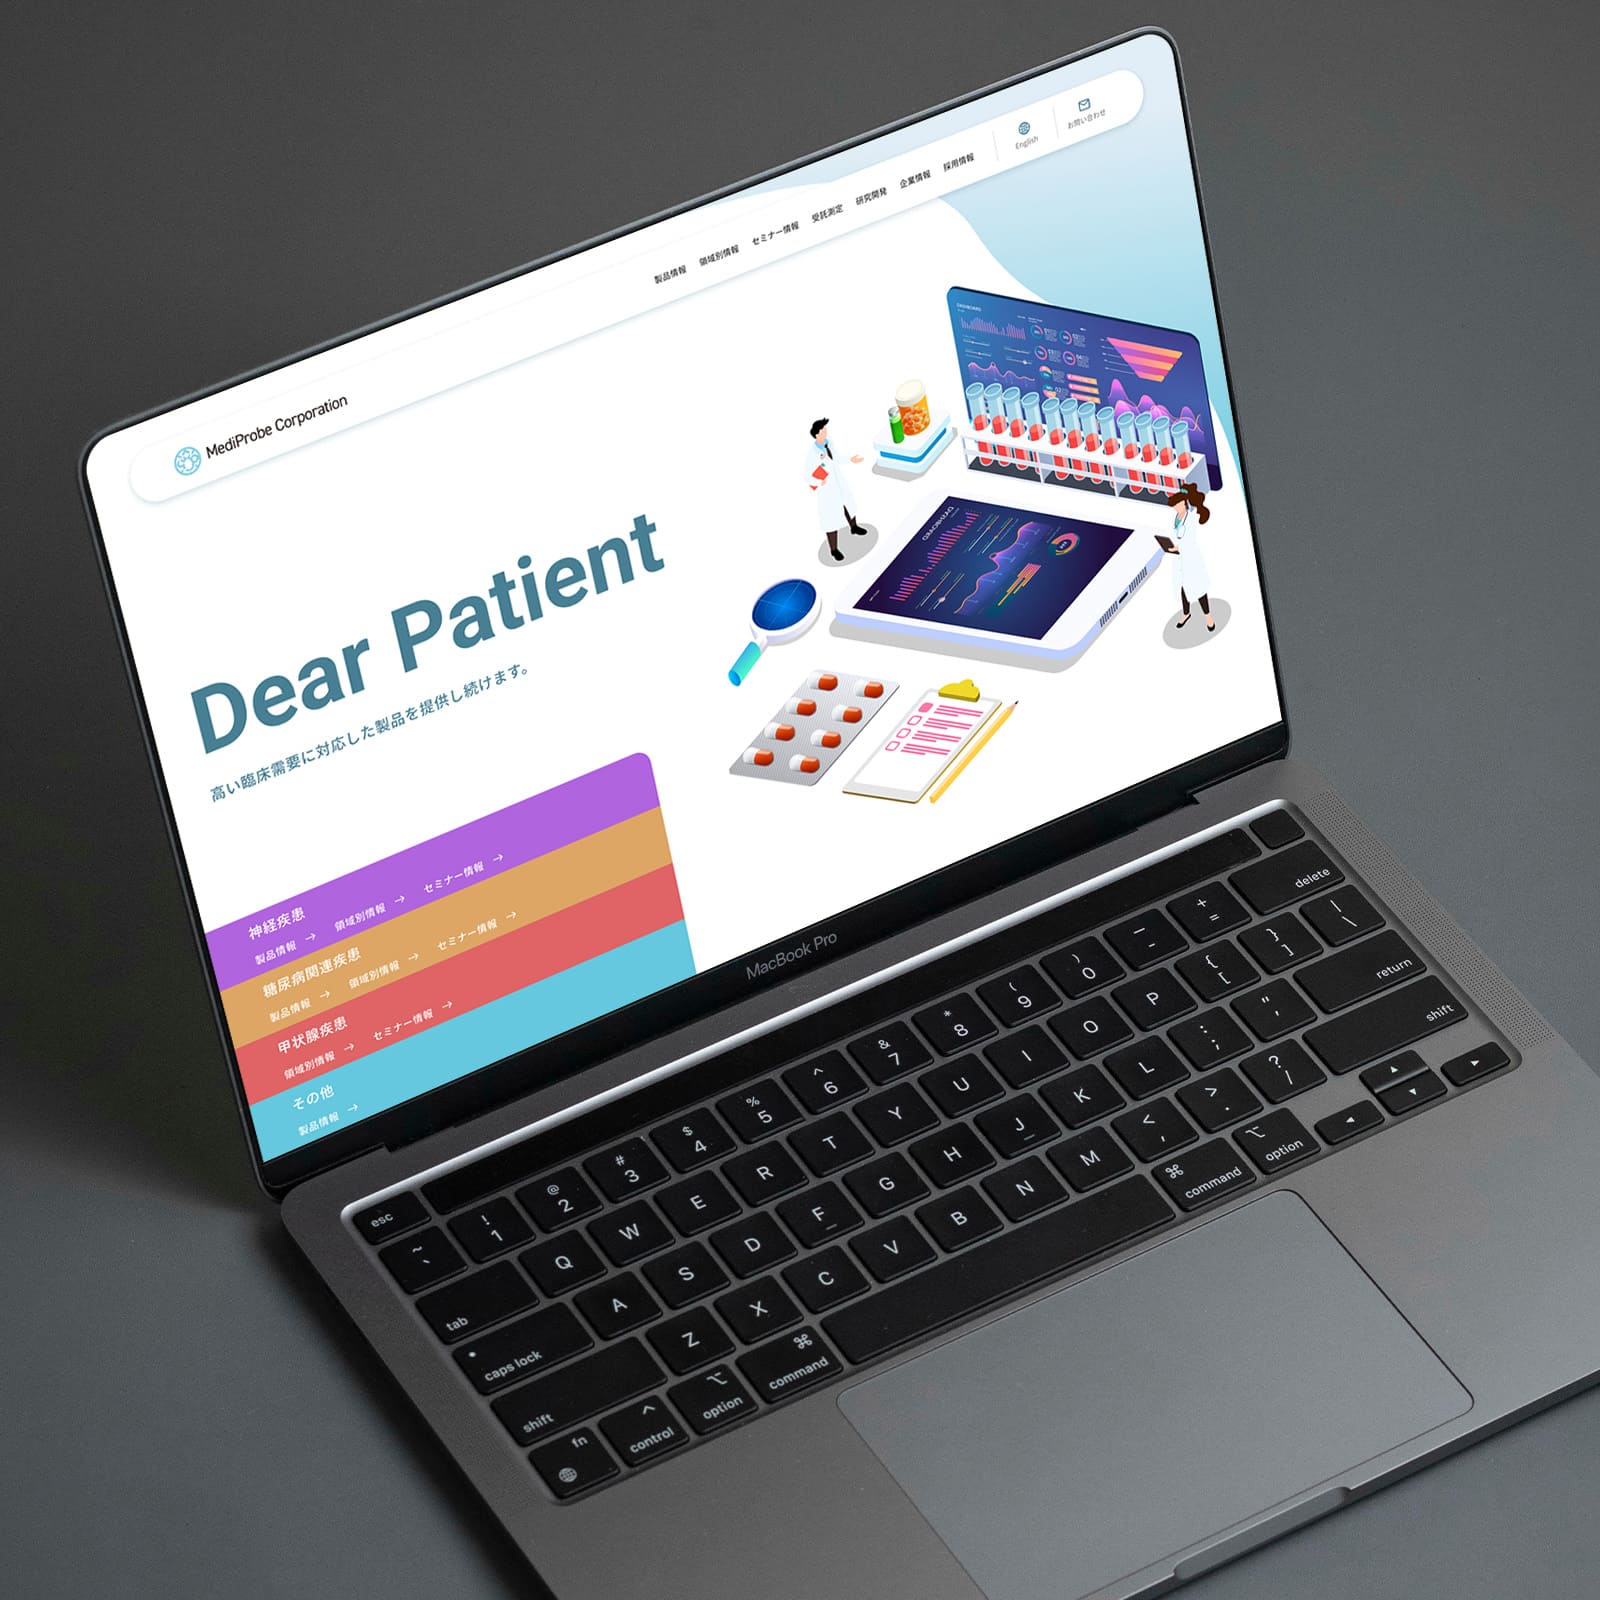 MediProbe Corporation
製品情報 領域別情報 セミナー情報 受託測定 研究開発 企業情報 採用情報
English
お問い合わせ
Dear Patient
高い臨床需要に対応した製品を提供し続けます。
DASHBOARD
DASHBOARD
神経疾患
製品情報 → 領域別情報 → セミナー情報 →
糖尿病関連疾患
製品情報 → 領域別情報 → セミナー情報 →
甲状腺疾患
領域別情報 → セミナー情報 →
その他
製品情報 →
MacBook Pro
esc
~ ` ! 1 @ 2 # 3 $ 4 % 5 ^ 6 & 7 * 8 ( 9 ) 0 _ - + = delete
tab Q W E R T Y U I O P { [ } ] | \
caps lock A S D F G H J K L : ; " ' return
shift Z X C V B N M < , > . ? / shift
fn control option command command option